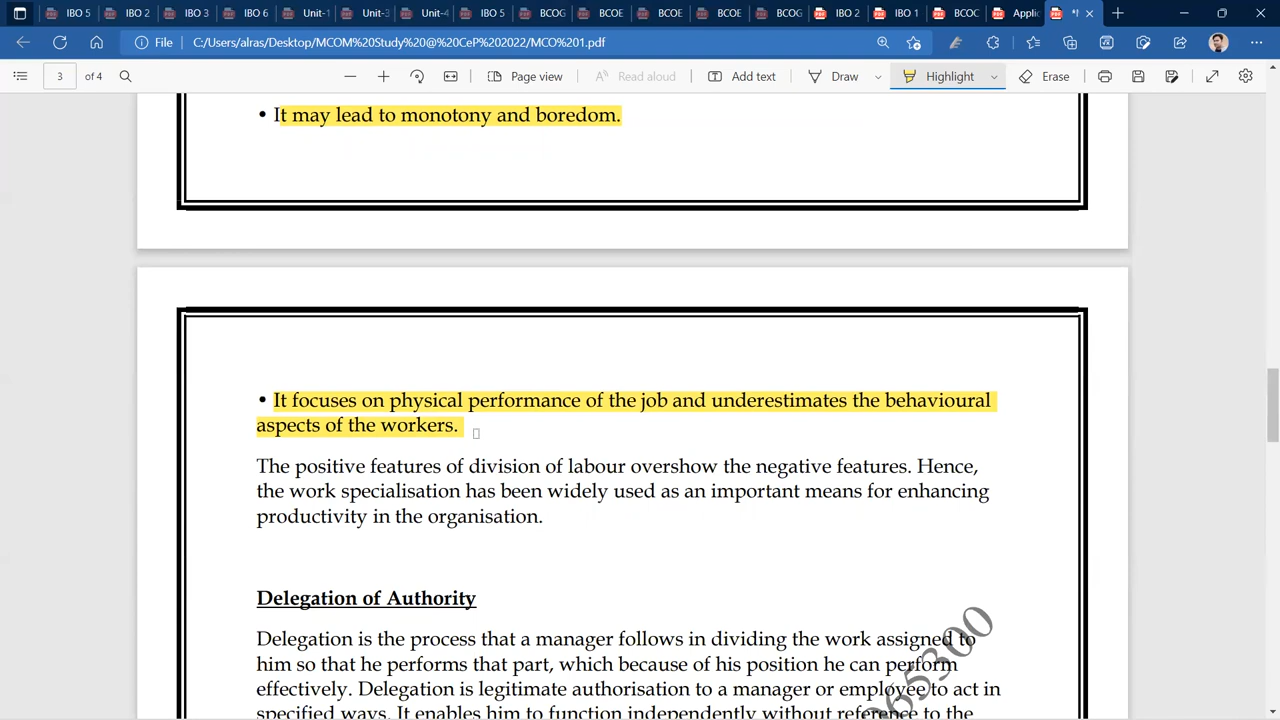 IBO 5
IBO 2
IBO 3
IBO 6
Unit-1
Unit-3
Unit-4
IBO 5
BCOG
BCOE
BCOE
BCOE
BCOG
IBO 2
IBO 1
BCOC
Applic
File C:/Users/alras/Desktop/MCOM%20Study%20@%20CeP%202022/MCO%201.pdf
3 of 4 Page view Read aloud Add text Draw Highlight Erase
• It may lead to monotony and boredom.
• It focuses on physical performance of the job and underestimates the behavioural
aspects of the workers.
The positive features of division of labour overshow the negative features. Hence,
the work specialisation has been widely used as an important means for enhancing
productivity in the organisation.
Delegation of Authority
Delegation is the process that a manager follows in dividing the work assigned to
him so that he performs that part, which because of his position he can perform
effectively. Delegation is legitimate authorisation to a manager or employee to act in
specified ways. It enables him to function independently without reference to the
065300